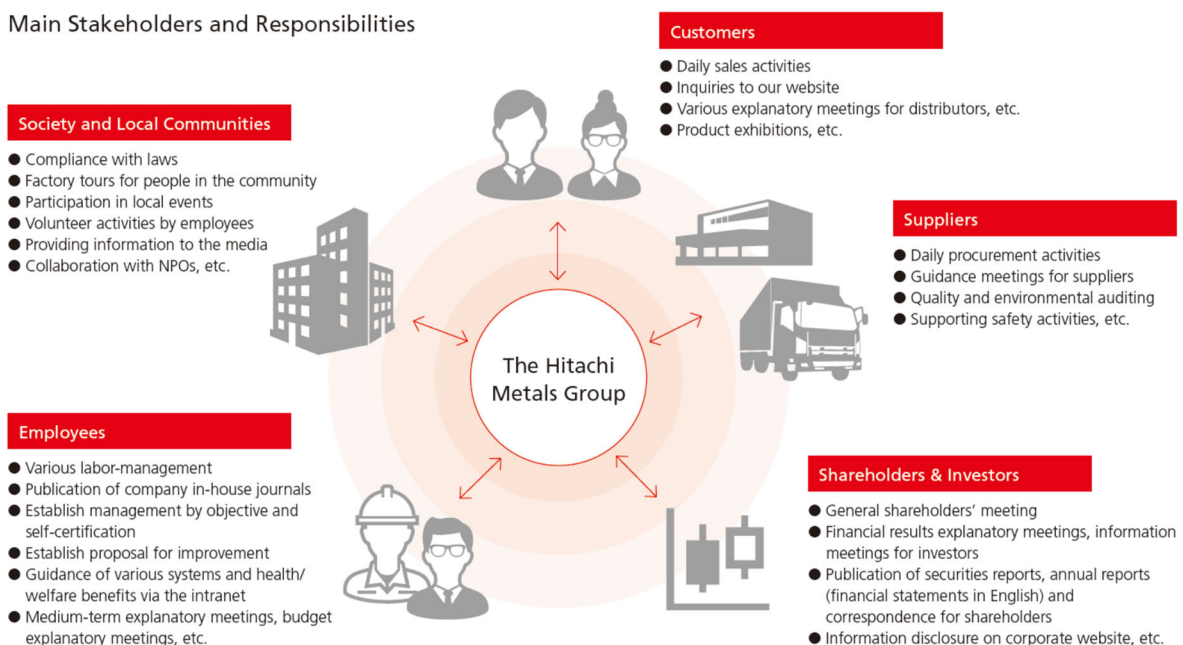 Main Stakeholders and Responsibilities
Customers
● Daily sales activities
● Inquiries to our website
● Various explanatory meetings for distributors, etc.
● Product exhibitions, etc.
Society and Local Communities
● Compliance with laws
● Factory tours for people in the community
● Participation in local events
● Volunteer activities by employees
● Providing information to the media
● Collaboration with NPOs, etc.
Suppliers
● Daily procurement activities
● Guidance meetings for suppliers
● Quality and environmental auditing
● Supporting safety activities, etc.
The Hitachi
Metals Group
Employees
● Various labor-management
● Publication of company in-house journals
● Establish management by objective and
self-certification
● Establish proposal for improvement
● Guidance of various systems and health/
welfare benefits via the intranet
● Medium-term explanatory meetings, budget
explanatory meetings, etc.
Shareholders & Investors
● General shareholders’ meeting
● Financial results explanatory meetings, information
meetings for investors
● Publication of securities reports, annual reports
(financial statements in English) and
correspondence for shareholders
● Information disclosure on corporate website, etc.